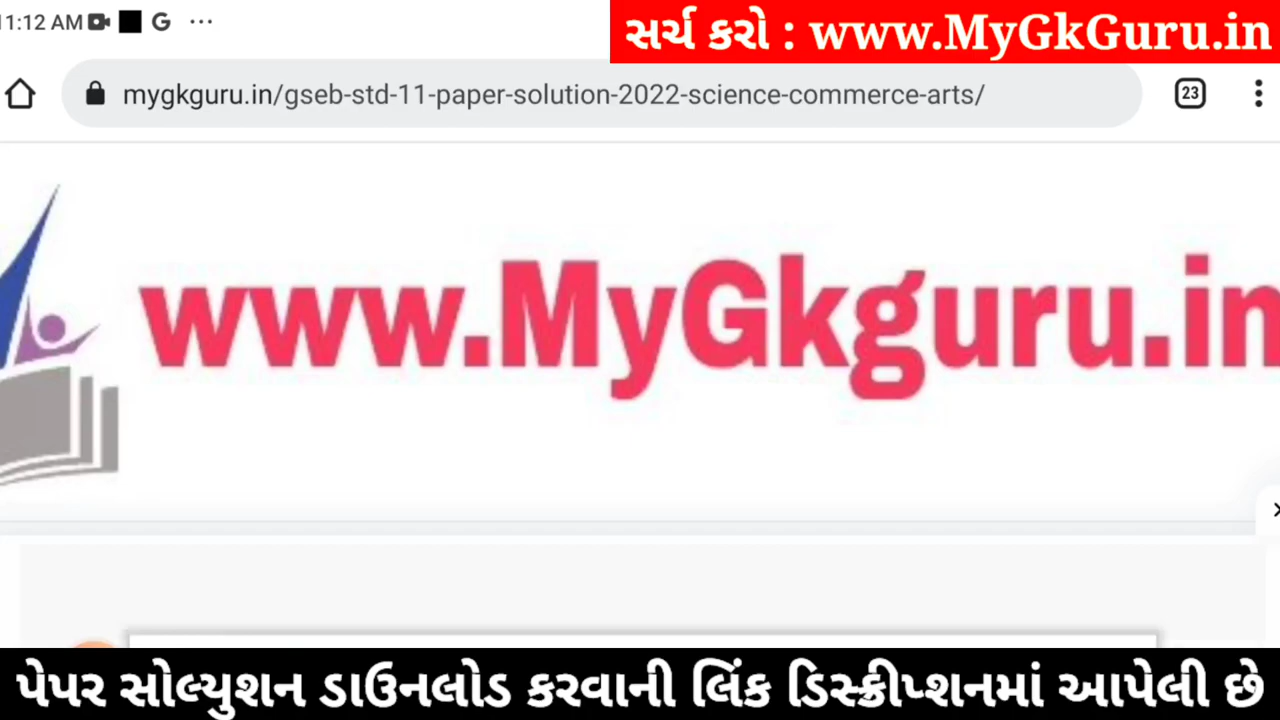 11:12 AM G ...
સર્ચ કરો : www.MyGkGuru.in
mygkguru.in/gseb-std-11-paper-solution-2022-science-commerce-arts/
23
www.MyGkguru.in
પેપર સોલ્યુશન ડાઉનલોડ કરવાની લિંક ડિસ્ક્રીપ્શનમાં આપેલી છે